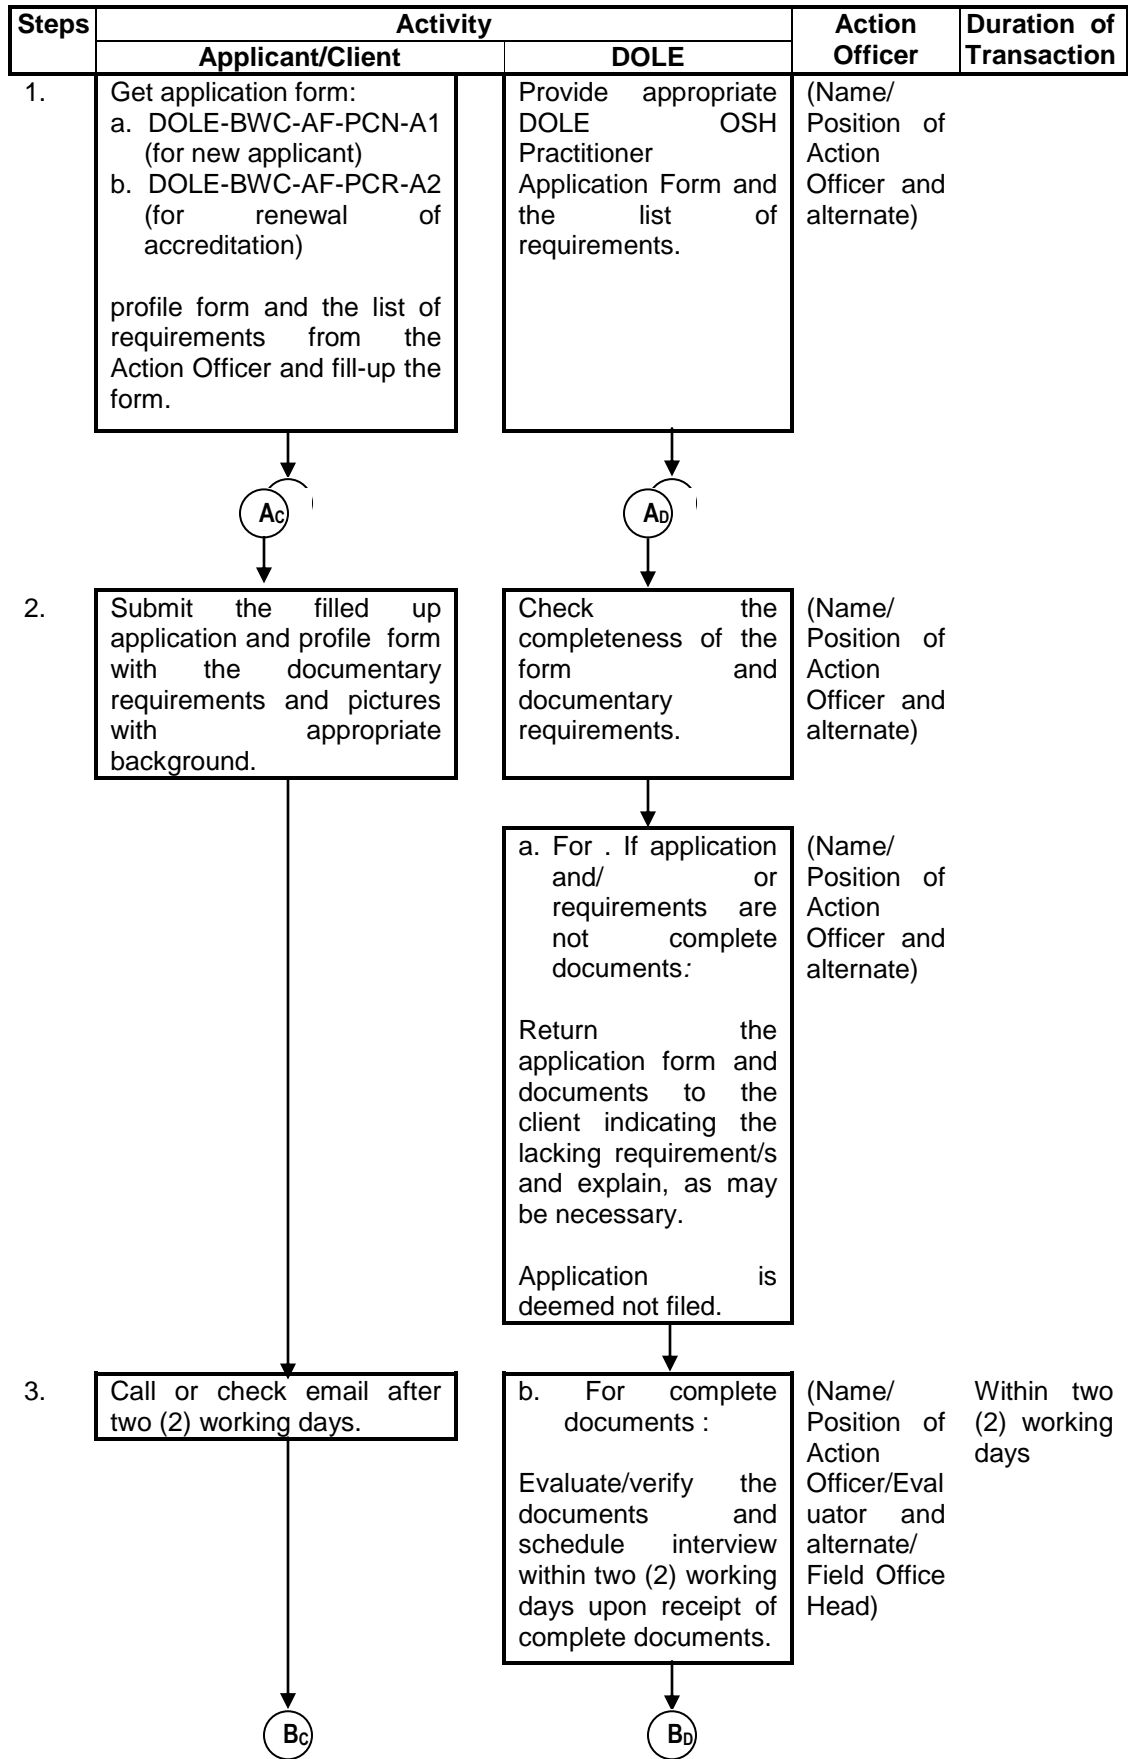 Steps
Activity
Action
Officer
Duration of
Transaction
Applicant/Client
DOLE
1.
Get application form:
a. DOLE-BWC-AF-PCN-A1
(for new applicant)
b. DOLE-BWC-AF-PCR-A2
(for renewal of
accreditation)
profile form and the list of
requirements from the
Action Officer and fill-up the
form.
Provide appropriate
DOLE OSH
Practitioner
Application Form and
the list of
requirements.
(Name/
Position of
Action
Officer and
alternate)
AC
AD
2.
Submit the filled up
application and profile form
with the documentary
requirements and pictures
with appropriate
background.
Check the
completeness of the
form and
documentary
requirements.
(Name/
Position of
Action
Officer and
alternate)
a. For . If application
and/ or
requirements are
not complete
documents:
Return the
application form and
documents to the
client indicating the
lacking requirement/s
and explain, as may
be necessary.
Application is
deemed not filed.
(Name/
Position of
Action
Officer and
alternate)
3.
Call or check email after
two (2) working days.
b. For complete
documents :
Evaluate/verify the
documents and
schedule interview
within two (2) working
days upon receipt of
complete documents.
(Name/
Position of
Action
Officer/Eval
uator and
alternate/
Field Office
Head)
Within two
(2) working
days
BC
BD